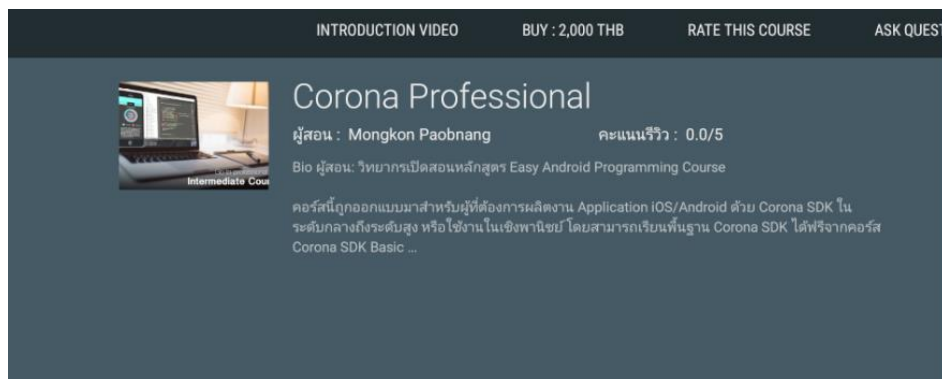 INTRODUCTION VIDEO BUY : 2,000 THB RATE THIS COURSE ASK QUEST
Corona Professional
ผู้สอน : Mongkon Paobnang คะแนนรีวิว : 0.0/5
Bio ผู้สอน: วิทยากรเปิดสอนหลักสูตร Easy Android Programming Course
Intermediate Cour
คอร์สนี้ถูกออกแบบมาสำหรับผู้ที่ต้องการผลิตงาน Application iOS/Android ด้วย Corona SDK ใน
ระดับกลางถึงระดับสูง หรือใช้งานในเชิงพานิชย์ โดยสามารถเรียนพื้นฐาน Corona SDK ได้ฟรีจากคอร์ส
Corona SDK Basic ...